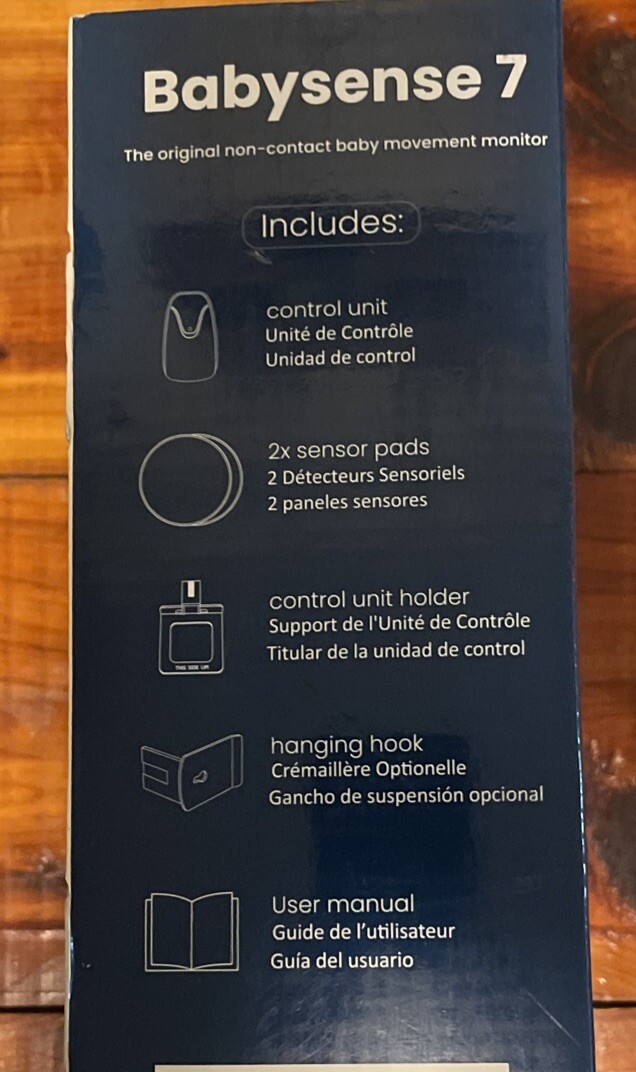 Babysense 7
The original non-contact baby movement monitor
Includes:
control unit
Unité de Contrôle
Unidad de control
2x sensor pads
2 Détecteurs Sensoriels
2 paneles sensores
control unit holder
Support de l'Unité de Contrôle
Titular de la unidad de control
THIS SIDE UP!
hanging hook
Crémaillère Optionelle
Gancho de suspensión opcional
User manual
Guide de l’utilisateur
Guía del usuario